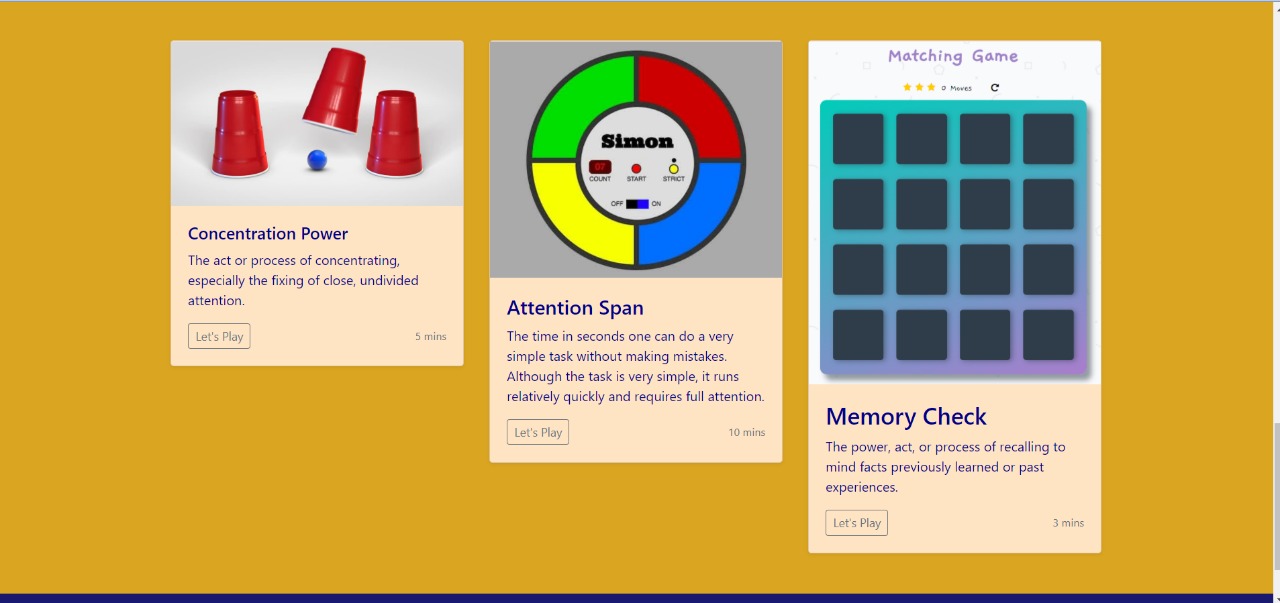 Concentration Power
The act or process of concentrating,
especially the fixing of close, undivided
attention.
Let's Play
5 mins
Simon
07
COUNT
START
STRICT
OFF
ON
Attention Span
The time in seconds one can do a very
simple task without making mistakes.
Although the task is very simple, it runs
relatively quickly and requires full attention.
Let's Play
10 mins
Matching Game
0 Moves
Memory Check
The power, act, or process of recalling to
mind facts previously learned or past
experiences.
Let's Play
3 mins